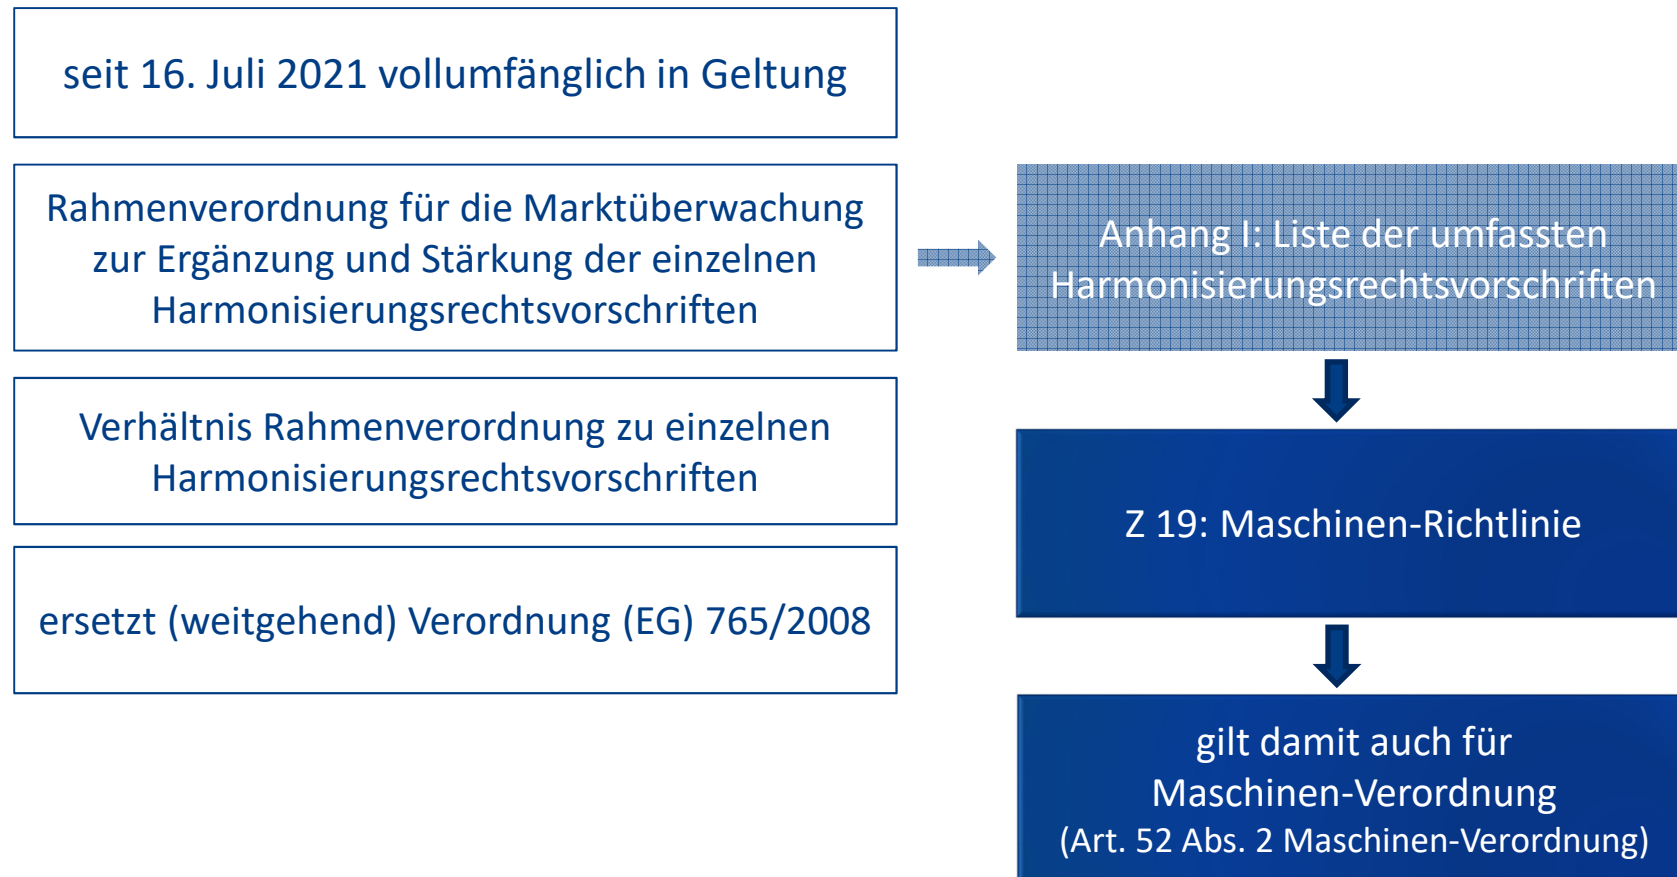 seit 16. Juli 2021 vollumfänglich in Geltung
Rahmenverordnung für die Marktüberwachung
zur Ergänzung und Stärkung der einzelnen
Harmonisierungsrechtsvorschriften
Verhältnis Rahmenverordnung zu einzelnen
Harmonisierungsrechtsvorschriften
ersetzt (weitgehend) Verordnung (EG) 765/2008
Anhang I: Liste der umfassten
Harmonisierungsrechtsvorschriften
Z 19: Maschinen-Richtlinie
gilt damit auch für
Maschinen-Verordnung
(Art. 52 Abs. 2 Maschinen-Verordnung)